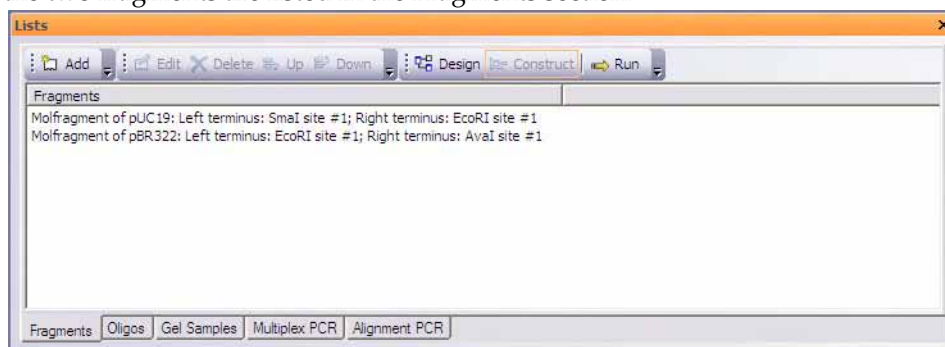 Lists
Add Edit Delete Up Down Design Construct Run
Fragments
Molfragment of pUC19: Left terminus: SmaI site #1; Right terminus: EcoRI site #1
Molfragment of pBR322: Left terminus: EcoRI site #1; Right terminus: AvaI site #1
Fragments Oligos Gel Samples Multiplex PCR Alignment PCR